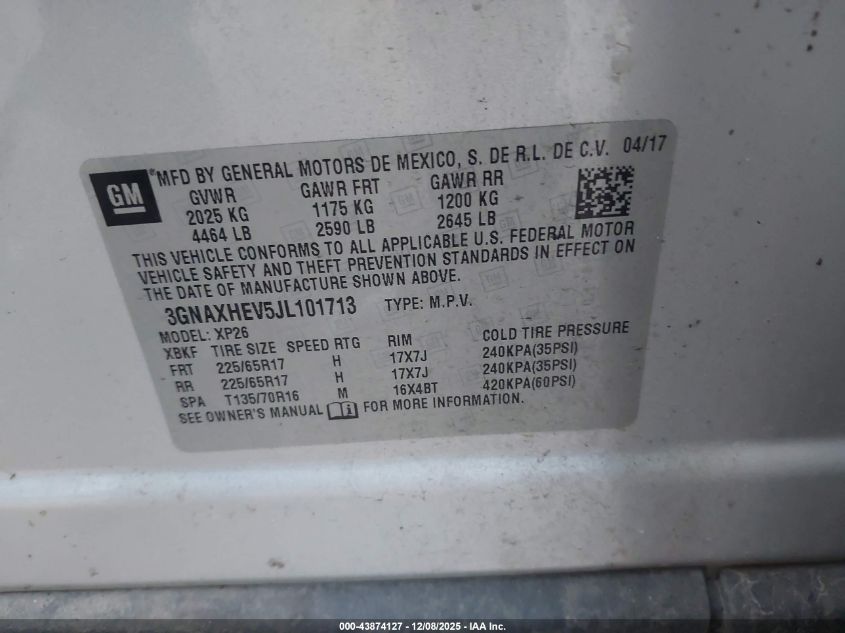 GM
®MFD BY GENERAL MOTORS DE MEXICO, S. DE R.L. DE C.V. 04/17
GVWR GAWR FRT GAWR RR
2025 KG 1175 KG 1200 KG
4464 LB 2590 LB 2645 LB
THIS VEHICLE CONFORMS TO ALL APPLICABLE U.S. FEDERAL MOTOR
VEHICLE SAFETY AND THEFT PREVENTION STANDARDS IN EFFECT ON
THE DATE OF MANUFACTURE SHOWN ABOVE.
3GNAXHEV5JL101713 TYPE: M.P.V.
MODEL: XP26
XBKF TIRE SIZE SPEED RTG RIM COLD TIRE PRESSURE
FRT 225/65R17 H 17X7J 240KPA(35PSI)
RR 225/65R17 H 17X7J 240KPA(35PSI)
SPA T135/70R16 M 16X4BT 420KPA(60PSI)
SEE OWNER'S MANUAL FOR MORE INFORMATION.
000-43874127 - 12/08/2025 - IAA Inc.